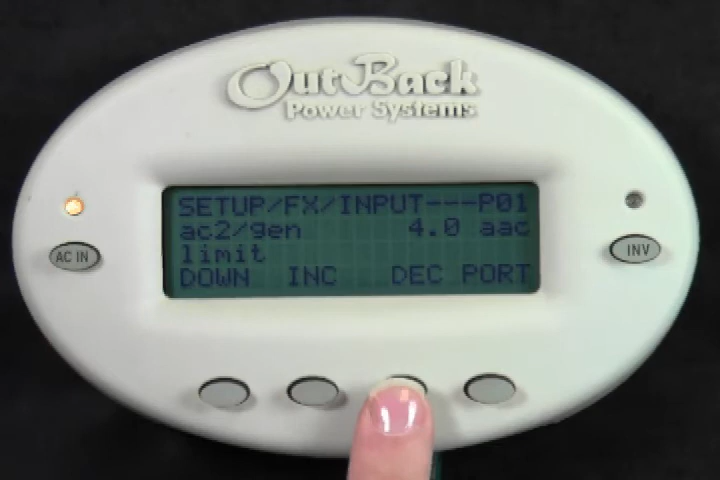 OutBack
Power Systems
SETUP/FX/INPUT---P01
ac2/gen 4.0 aac
limit
DOWN INC DEC PORT
AC IN
INV